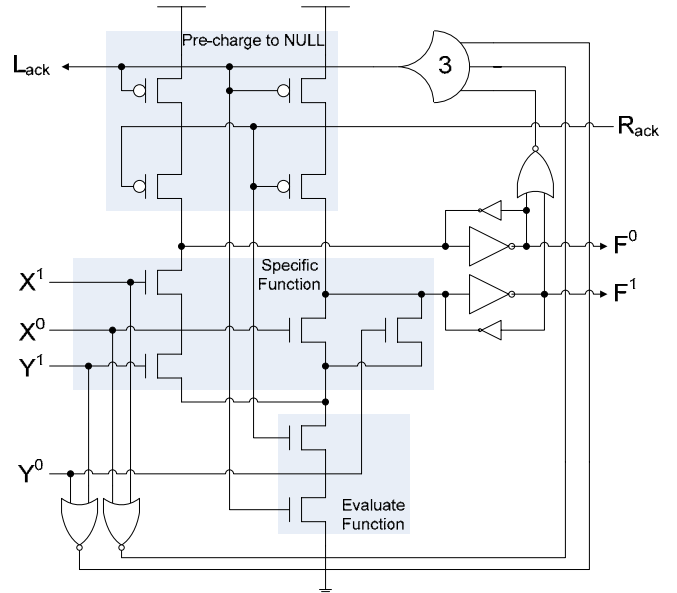 Pre-charge to NULL
Lack
3
Rack
F0
Specific
Function
X1
F1
X0
Y1
Y0
Evaluate
Function